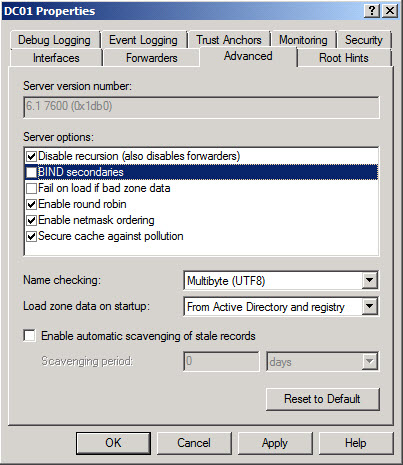 DC01 Properties
Debug Logging Event Logging Trust Anchors Monitoring Security
Interfaces Forwarders Advanced Root Hints
Server version number:
6.1 7600 (0x1db0)
Server options:
Disable recursion (also disables forwarders)
BIND secondaries
Fail on load if bad zone data
Enable round robin
Enable netmask ordering
Secure cache against pollution
Name checking: Multibyte (UTF8)
Load zone data on startup: From Active Directory and registry
Enable automatic scavenging of stale records
Scavenging period: 0 days
Reset to Default
OK Cancel Apply Help